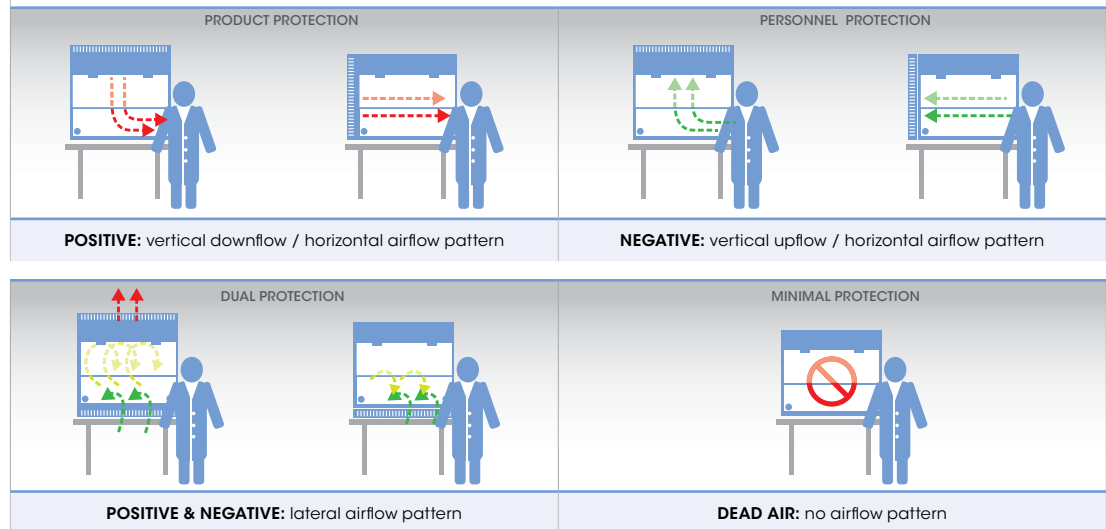 PRODUCT PROTECTION
PERSONNEL PROTECTION
POSITIVE: vertical downflow / horizontal airflow pattern
NEGATIVE: vertical upflow / horizontal airflow pattern
DUAL PROTECTION
MINIMAL PROTECTION
POSITIVE & NEGATIVE: lateral airflow pattern
DEAD AIR: no airflow pattern